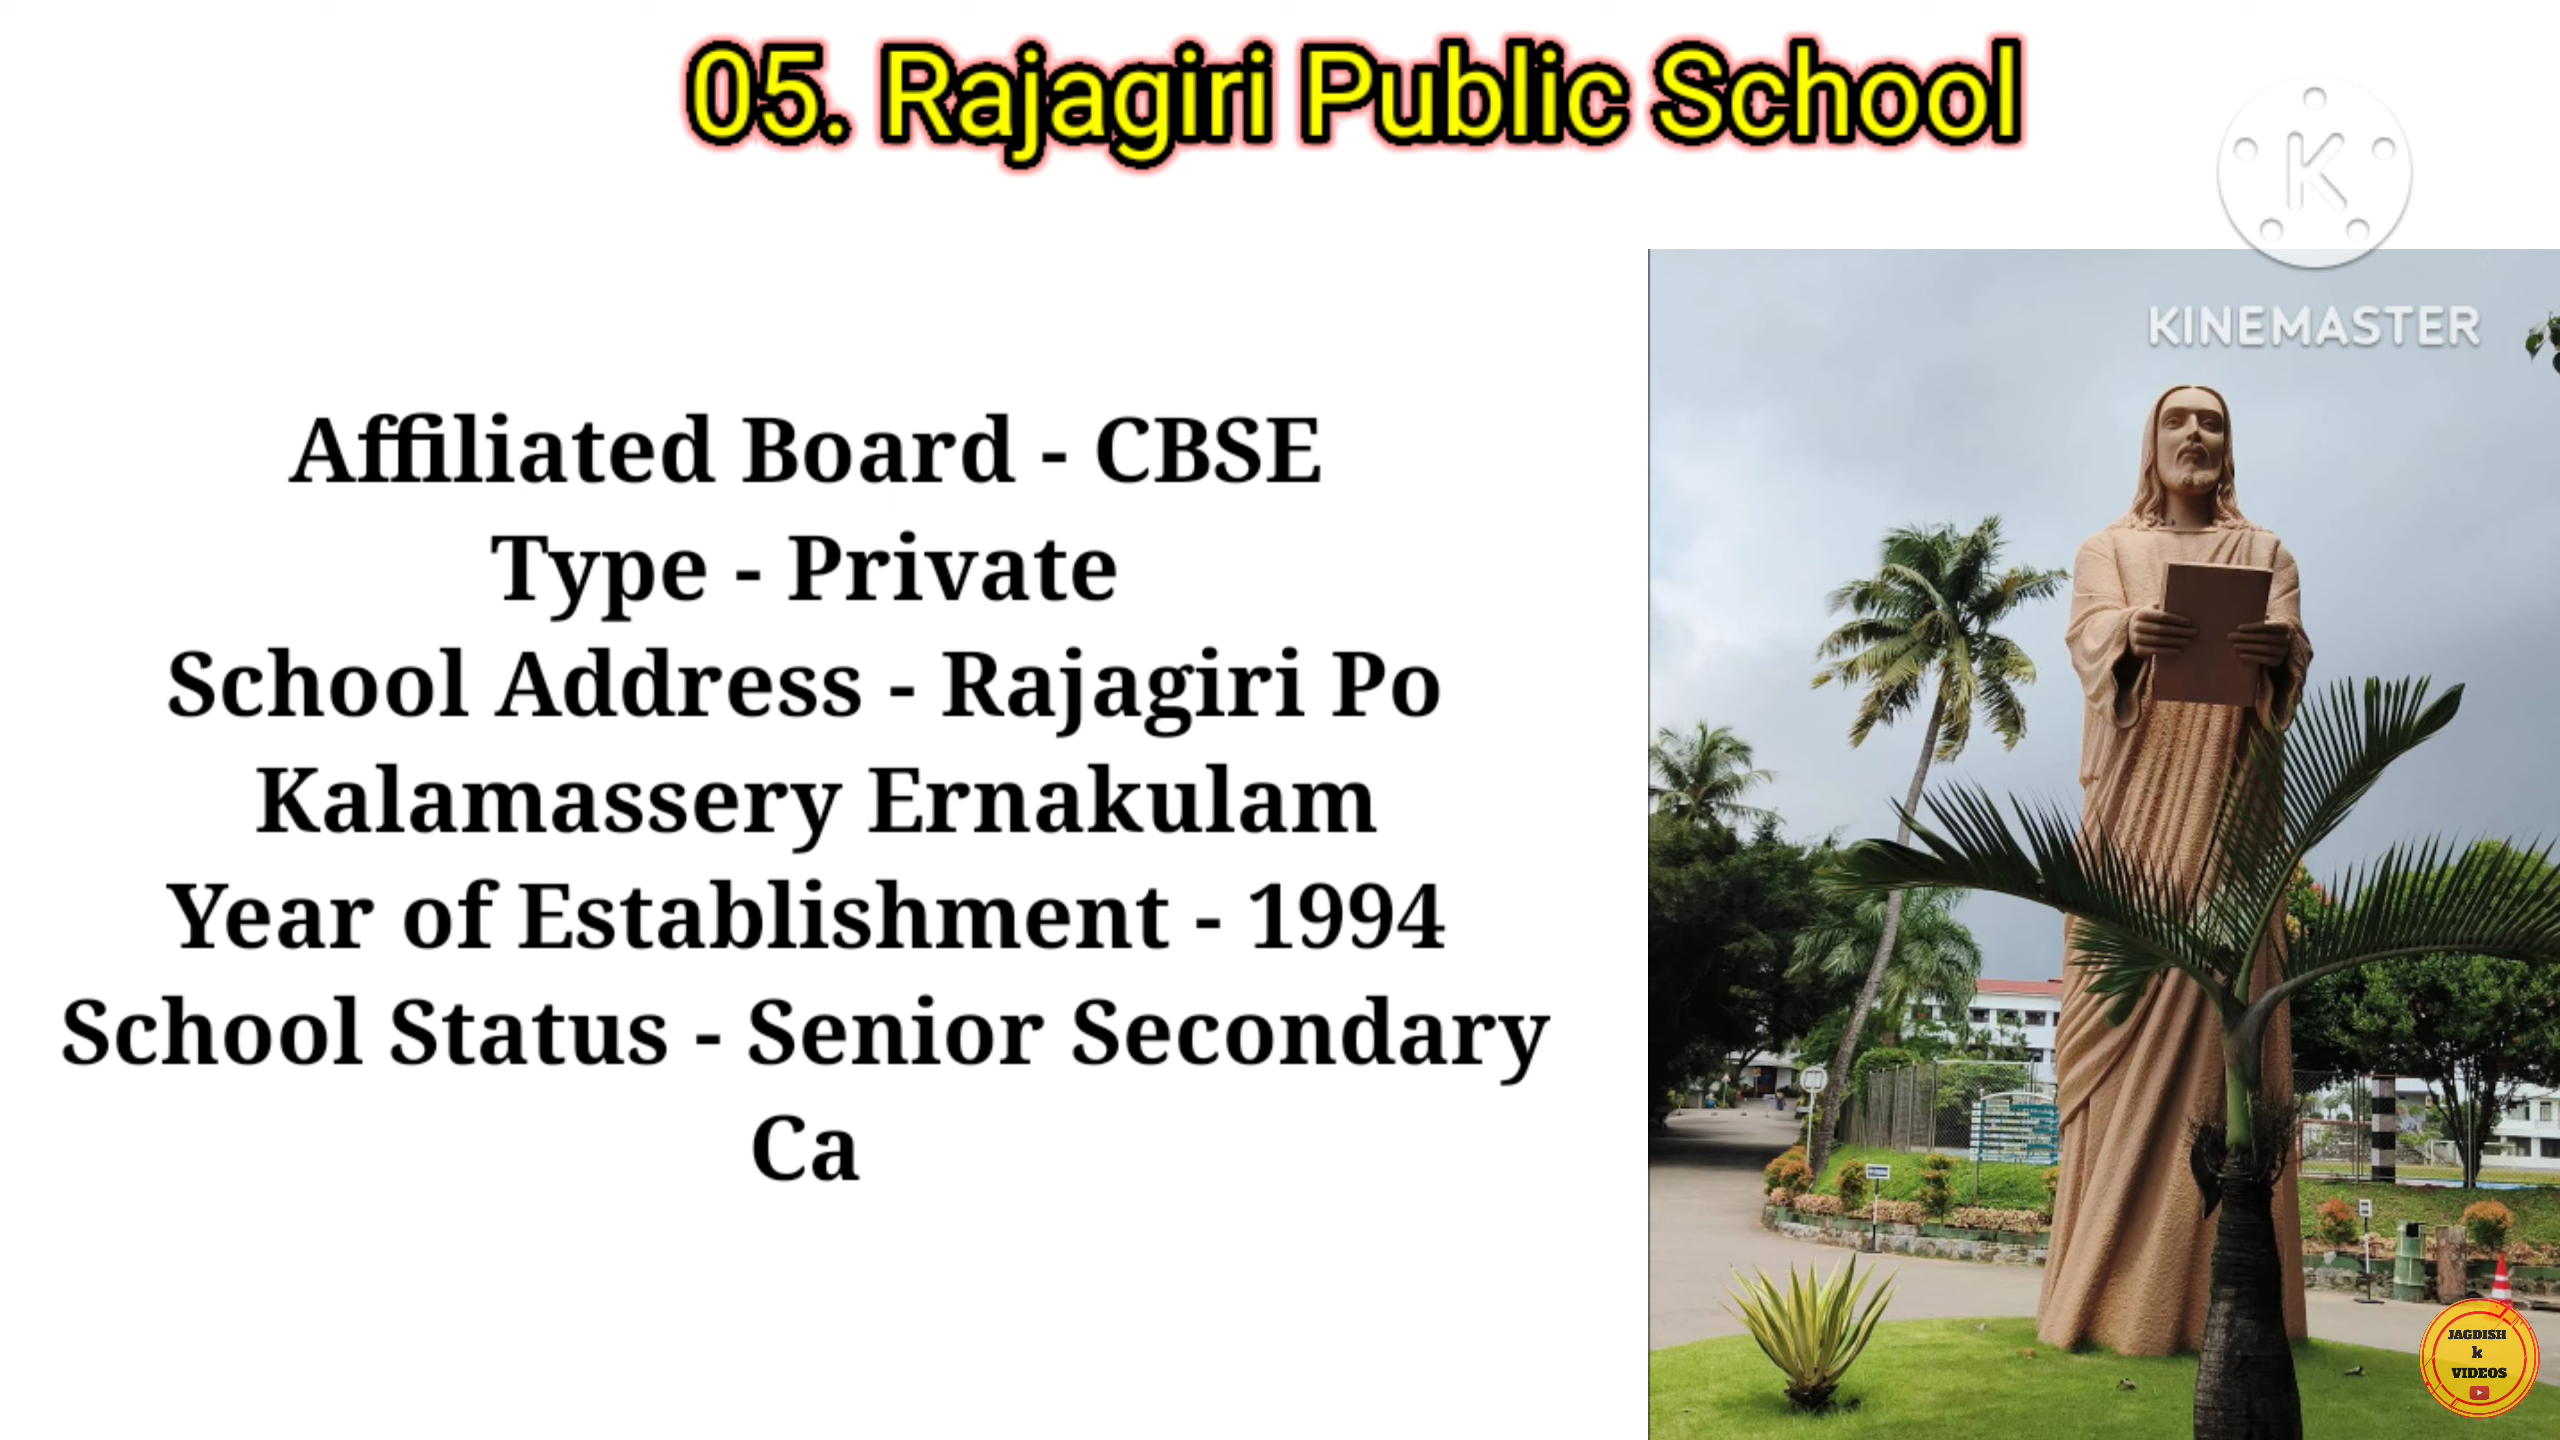 05. Rajagiri Public School
KINEMASTER
Affiliated Board - CBSE
Type - Private
School Address - Rajagiri Po
Kalamassery Ernakulam
Year of Establishment - 1994
School Status - Senior Secondary
Ca
JAGDISH
k
VIDEOS